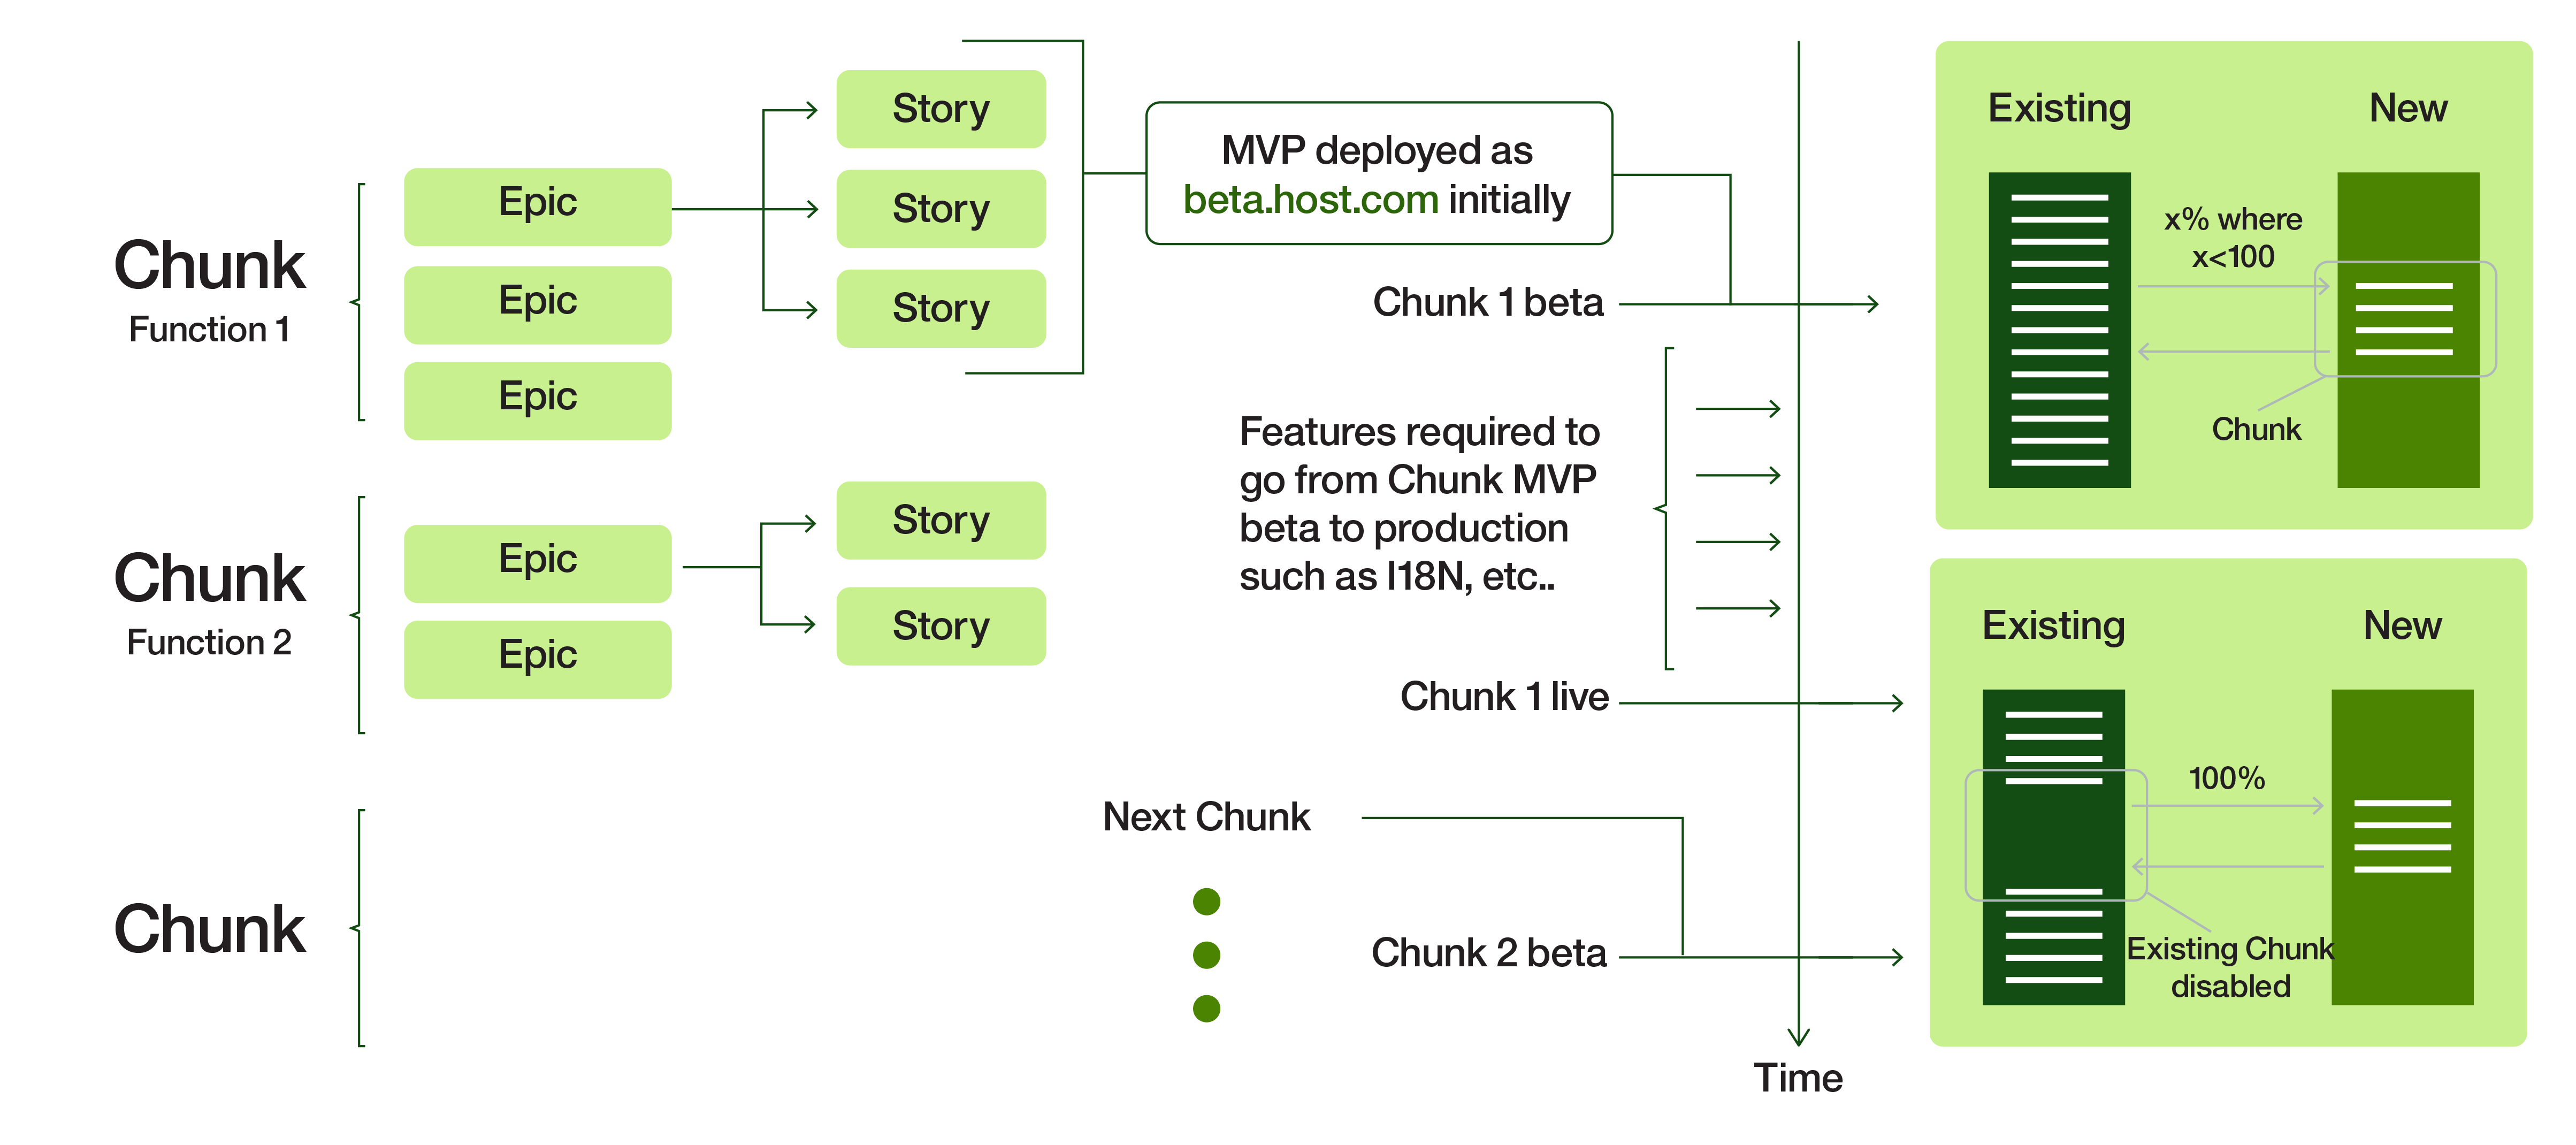 Chunk
Function 1
Epic
Epic
Epic
Story
Story
Story
MVP deployed as
beta.host.com initially
Chunk 1 beta
Features required to
go from Chunk MVP
beta to production
such as I18N, etc..
Chunk
Function 2
Epic
Epic
Story
Story
Chunk 1 live
Chunk
Next Chunk
Chunk 2 beta
Time
Existing
New
x% where
x<100
Chunk
Existing
New
100%
Existing Chunk
disabled